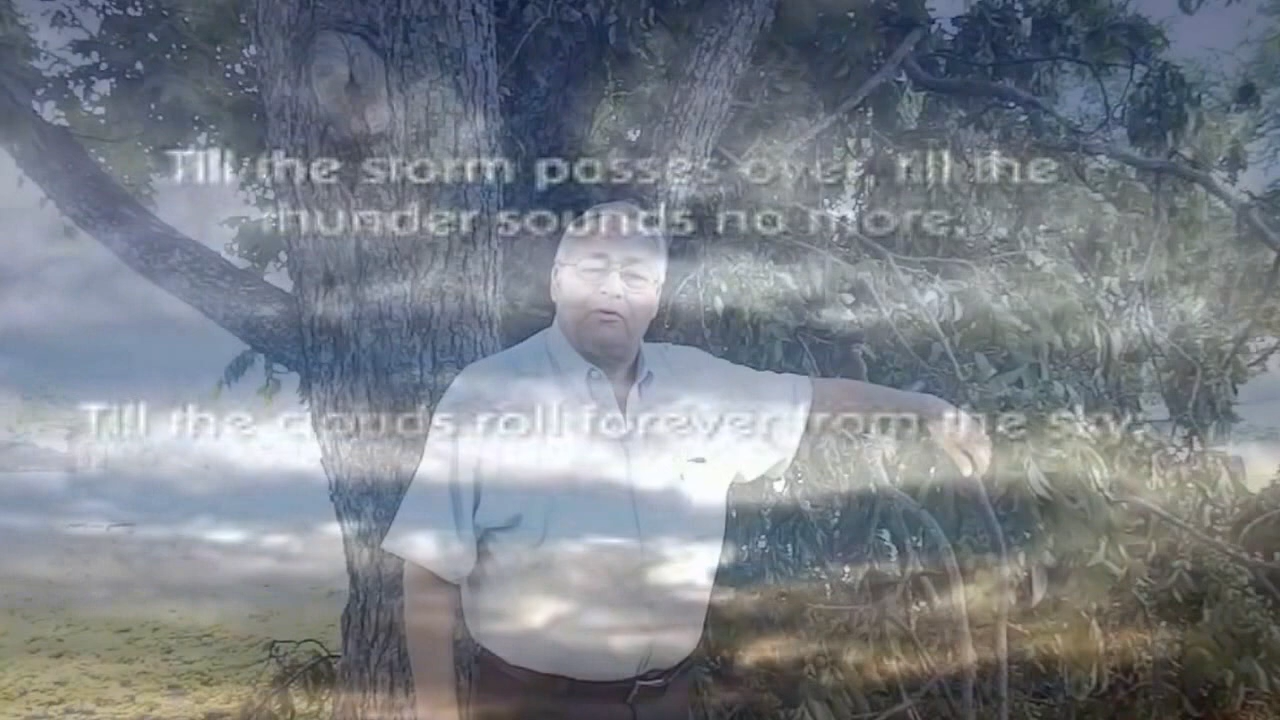 Till the storm passes over, till the
thunder sounds no more.
Till the clouds roll forever from the sky.